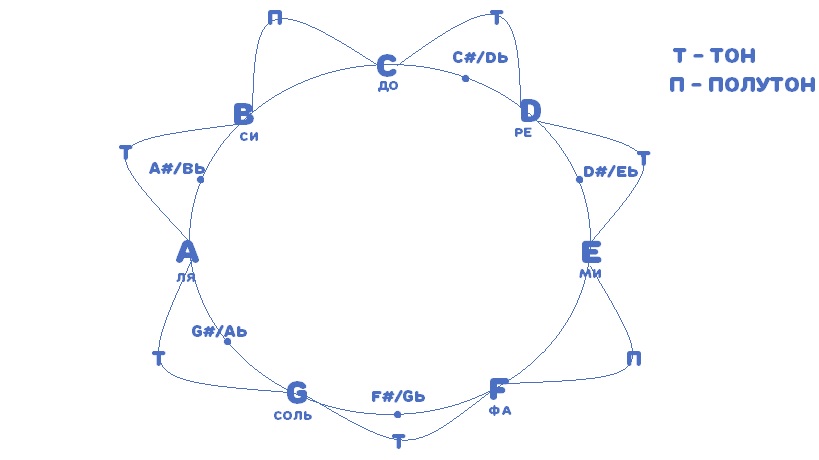 П
Т
C
ДО
C#/Db
Т - ТОН
П - ПОЛУТОН
B
СИ
D
РЕ
Т
A#/Bb
Т
D#/Eb
A
ЛЯ
E
МИ
G#/Ab
Т
П
G
СОЛЬ
F#/Gb
F
ФА
Т